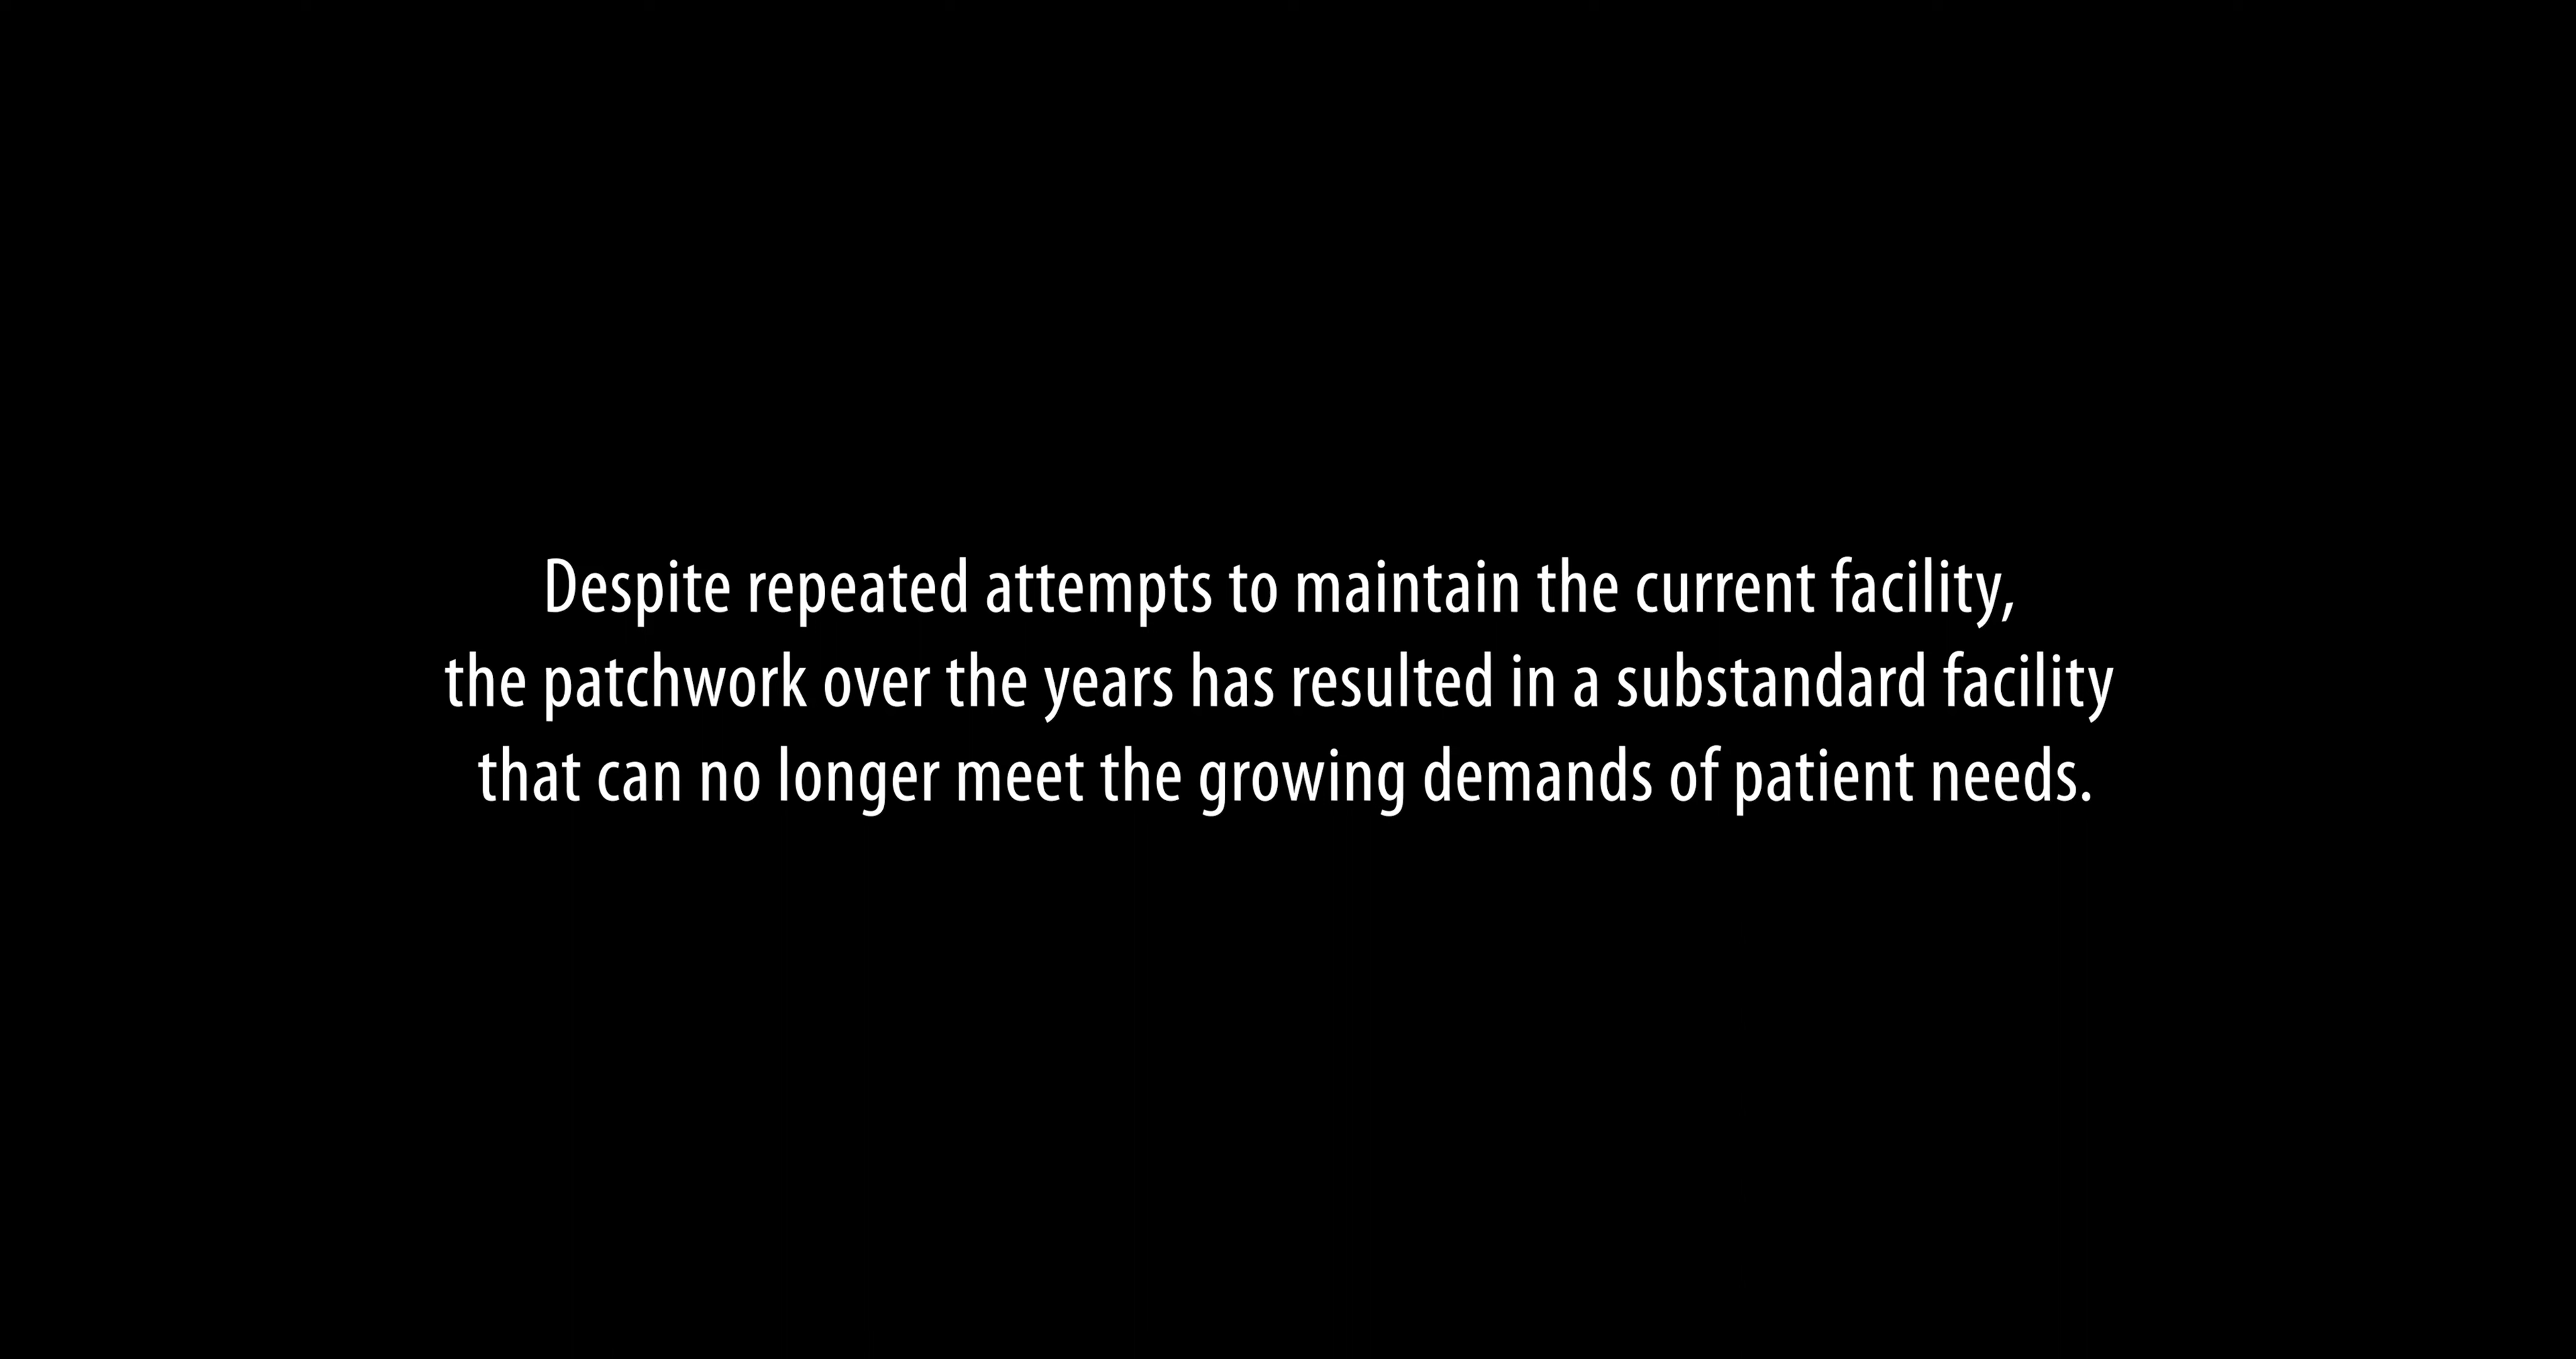 Despite repeated attempts to maintain the current facility,
the patchwork over the years has resulted in a substandard facility
that can no longer meet the growing demands of patient needs.